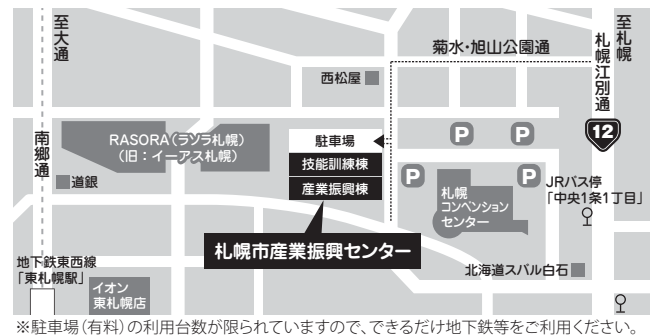 至大通
至札幌
菊水・旭山公園通
札幌江別通
西松屋
12
RASORA（ラソラ札幌）
（旧：イーアス札幌）
駐車場
技能訓練棟
産業振興棟
P
P
P
P
南郷通
道銀
札幌
コンベンション
センター
JRバス停
「中央1条1丁目」
札幌市産業振興センター
地下鉄東西線
「東札幌駅」
イオン
東札幌店
北海道スバル白石
※駐車場（有料）の利用台数が限られていますので、できるだけ地下鉄等をご利用ください。